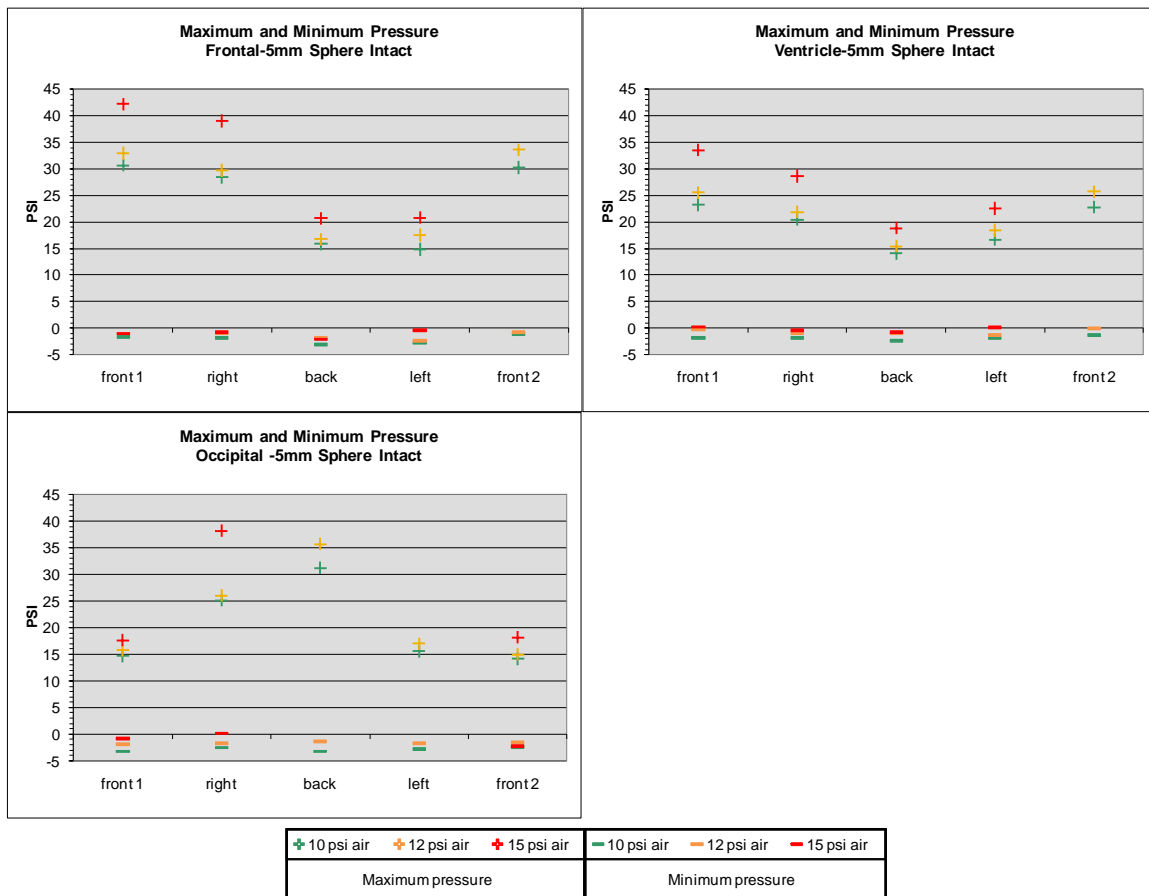 Maximum and Minimum Pressure
Frontal-5mm Sphere Intact
45
40
35
30
25
20
15
10
5
0
-5
PSI
front 1 right back left front 2
Maximum and Minimum Pressure
Ventricle-5mm Sphere Intact
45
40
35
30
25
20
15
10
5
0
-5
PSI
front 1 right back left front 2
Maximum and Minimum Pressure
Occipital -5mm Sphere Intact
45
40
35
30
25
20
15
10
5
0
-5
PSI
front 1 right back left front 2
10 psi air 12 psi air 15 psi air 10 psi air 12 psi air 15 psi air
Maximum pressure Minimum pressure